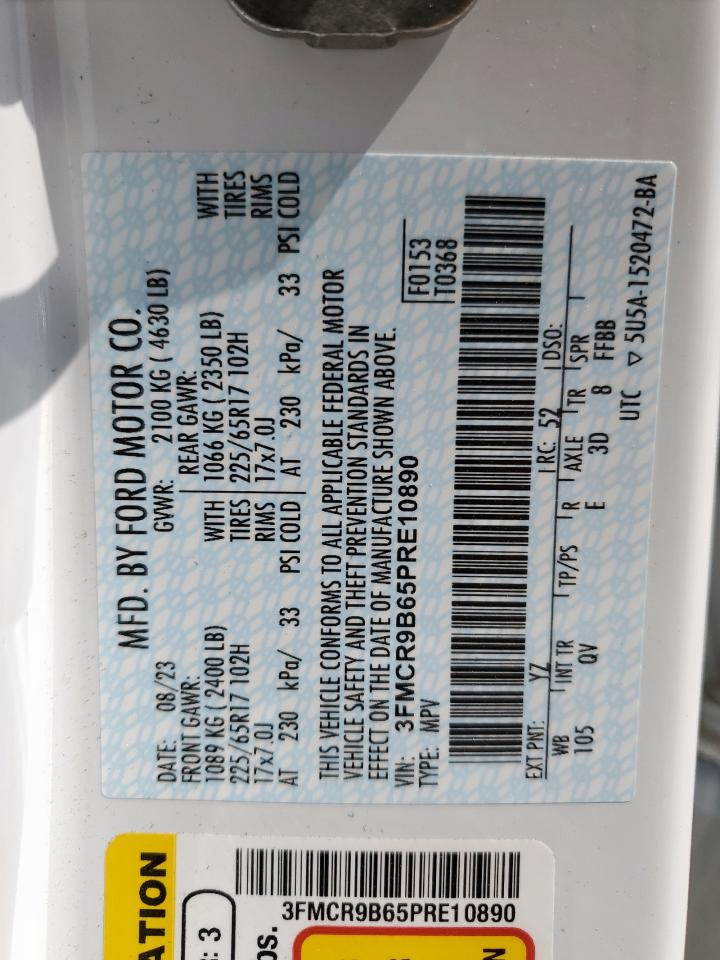 MFD. BY FORD MOTOR CO.
DATE: 08/23 GVWR: 2100 KG ( 4630 LB)
FRONT GAWR: REAR GAWR:
1089 KG ( 2400 LB) WITH 1066 KG ( 2350 LB) WITH
225/65R17 102H TIRES 225/65R17 102H TIRES
17x7.0J RIMS 17x7.0J RIMS
AT 230 kPa/ 33 PSI COLD AT 230 kPa/ 33 PSI COLD
THIS VEHICLE CONFORMS TO ALL APPLICABLE FEDERAL MOTOR
VEHICLE SAFETY AND THEFT PREVENTION STANDARDS IN
EFFECT ON THE DATE OF MANUFACTURE SHOWN ABOVE.
VIN: 3FMCR9B65PRE10890 F0153
TYPE: MPV T0368
EXT PNT: YZ RC: 52 DSO:
WB INT TR TP/PS R AXLE TR SPR
105 QV E 3D 8 FFBB
UTC ▽ 5U5A-1520472-BA
ATION
: 3
3FMCR9B65PRE10890
os.
N